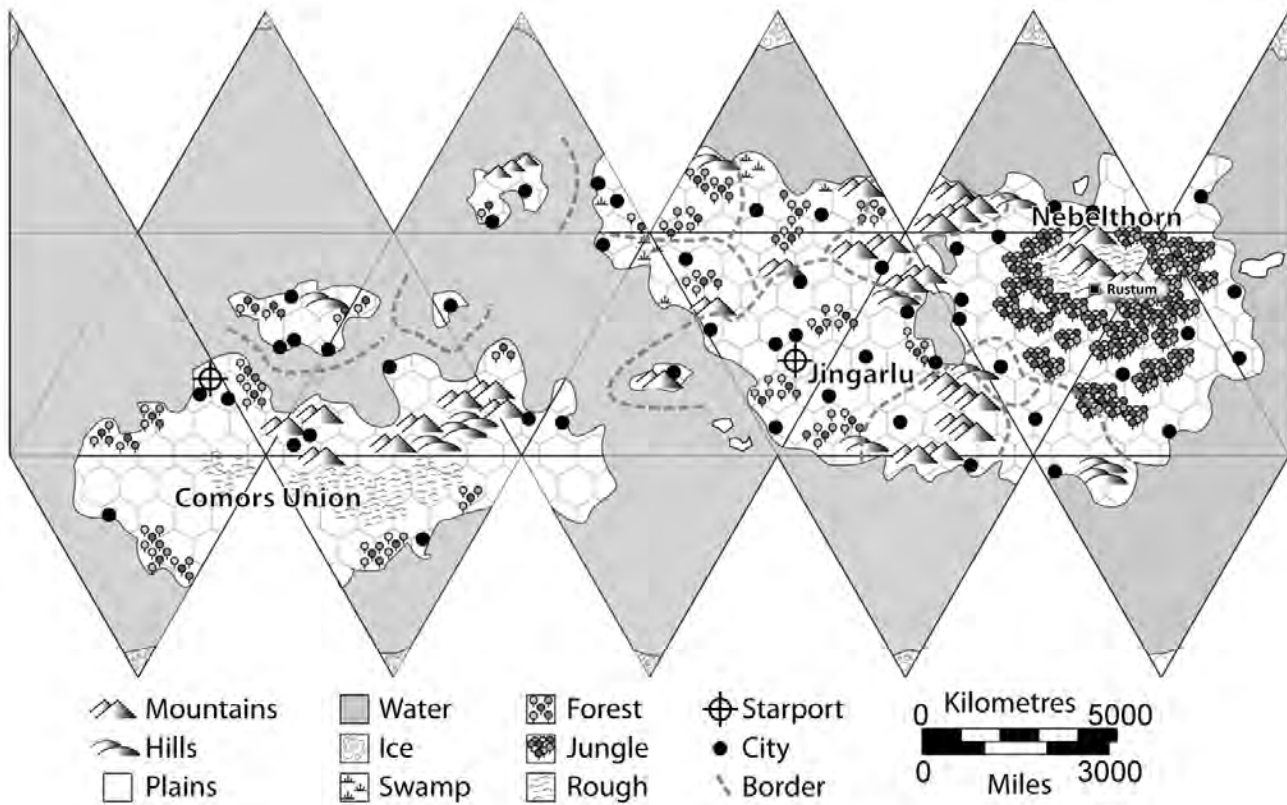 Nebelthorn
Rustum
Jingarlu
Comors Union
Mountains
Water
Forest
Starport
Hills
Ice
Jungle
City
Plains
Swamp
Rough
Border
Kilometres
0 5000
0 3000
Miles